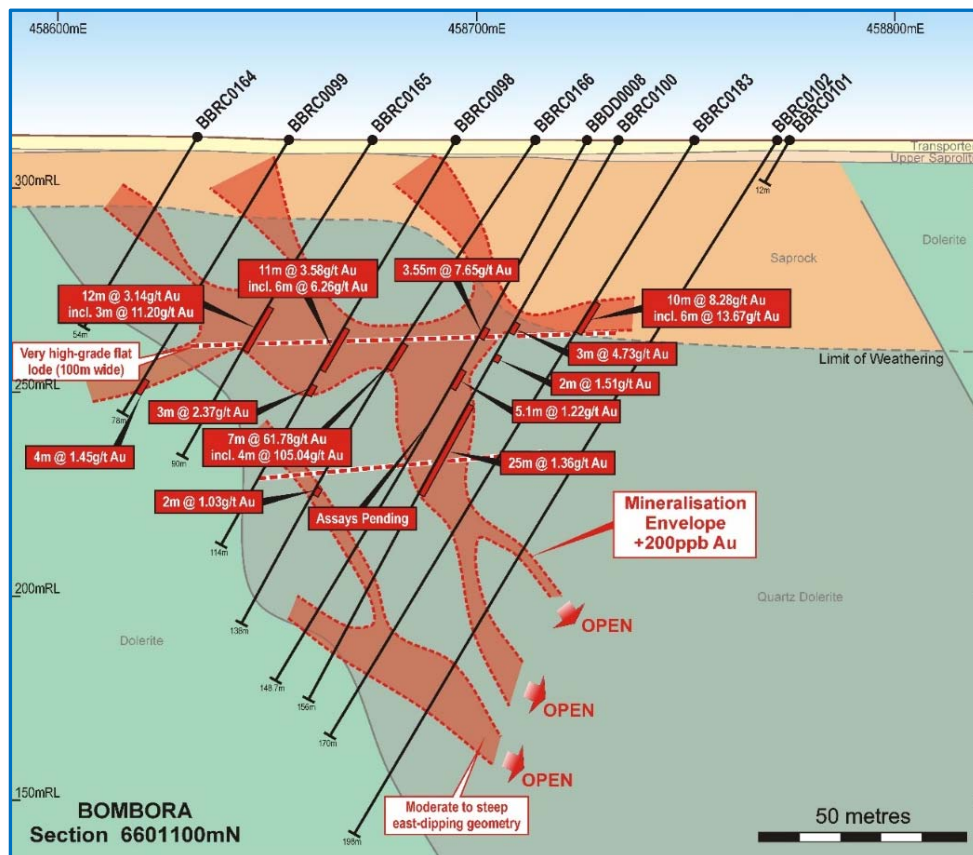 458600mE
458700mE
458800mE
BBRC0164
BBRC0099
BBRC0165
BBRC0098
BBRC0166
BBDD0008
BBRC0100
BBRC0183
BBRC0102
BBRC0101
Transported
Upper Saprolite
300mRL
12m
Dolerite
Saprock
11m @ 3.58g/t Au
incl. 6m @ 6.26g/t Au
3.55m @ 7.65g/t Au
12m @ 3.14g/t Au
incl. 3m @ 11.20g/t Au
10m @ 8.28g/t Au
incl. 6m @ 13.67g/t Au
54m
Very high-grade flat
lode (100m wide)
3m @ 4.73g/t Au
Limit of Weathering
2m @ 1.51g/t Au
250mRL
3m @ 2.37g/t Au
5.1m @ 1.22g/t Au
78m
7m @ 61.78g/t Au
incl. 4m @ 105.04g/t Au
4m @ 1.45g/t Au
90m
25m @ 1.36g/t Au
2m @ 1.03g/t Au
Assays Pending
Mineralisation
Envelope
+200ppb Au
114m
200mRL
Quartz Dolerite
138m
OPEN
Dolerite
148.7m
156m
OPEN
170m
OPEN
150mRL
Moderate to steep
east-dipping geometry
BOMBORA
Section 6601100mN
50 metres
198m